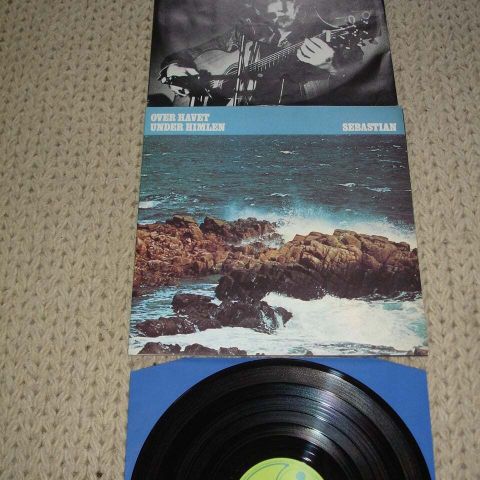 OVER HAVET
UNDER HIMLEN
SEBASTIAN